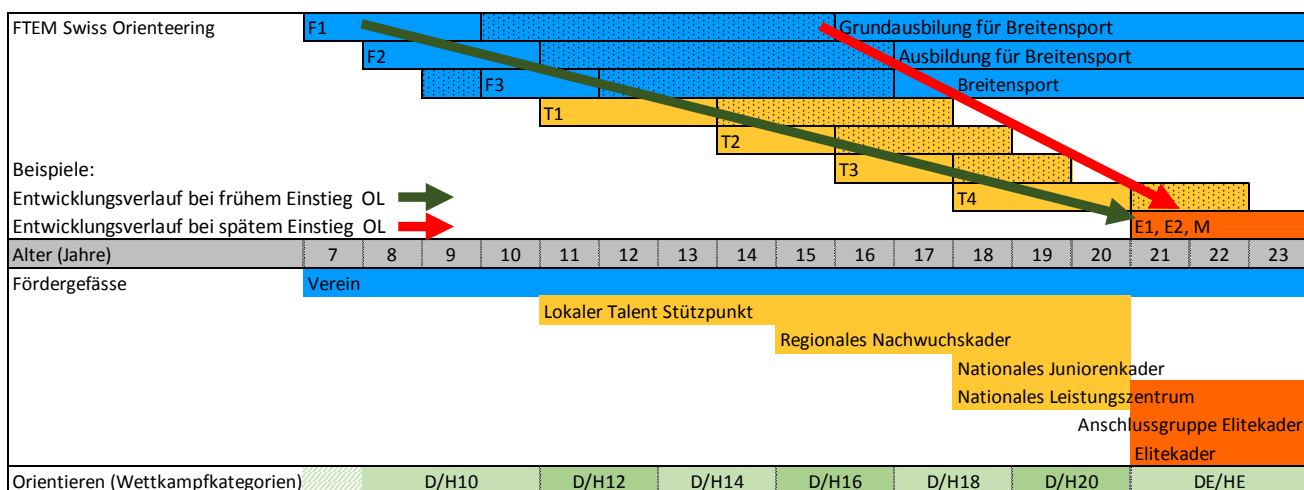 FTEM Swiss Orienteering F1 Grundausbilung für Breitensport
F2 Ausbildung für Breitensport
F3 Breitensport
T1
T2
Beispiele: T3
Entwicklungsverlauf bei frühem Einstieg OL T4
Entwicklungsverlauf bei spätem Einstieg OL E1, E2, M
Alter (Jahre) 7 8 9 10 11 12 13 14 15 16 17 18 19 20 21 22 23
Fördergefässe Verein
Lokaler Talent Stützpunkt
Regionales Nachwuchskader
Nationales Juniorenkader
Nationales Leistungszentrum
Anschlussgruppe Elitekader
Elitekader
Orientieren (Wettkampfkategorien) D/H10 D/H12 D/H14 D/H16 D/H18 D/H20 DE/HE